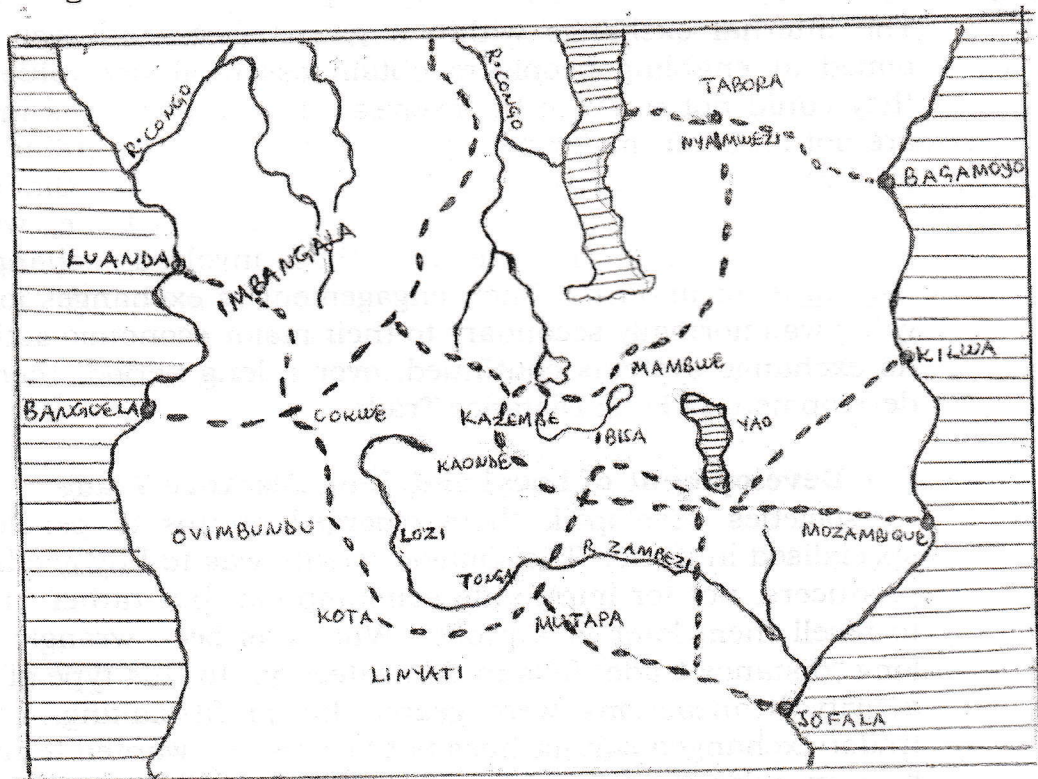 R. CONGO
R. CONGO
TABORA
NYAMWEZI
BAGAMOYO
LUANDA
IMBANGALA
KILWA
MAMBWE
BANGUELA
COKWE
KAZEMBE
BISA
YAO
KAONDE
OVIMBUNDU
LOZI
MOZAMBIQUE
R. ZAMBEZI
TONGA
KOTA
MUTAPA
LINYATI
SOFALA